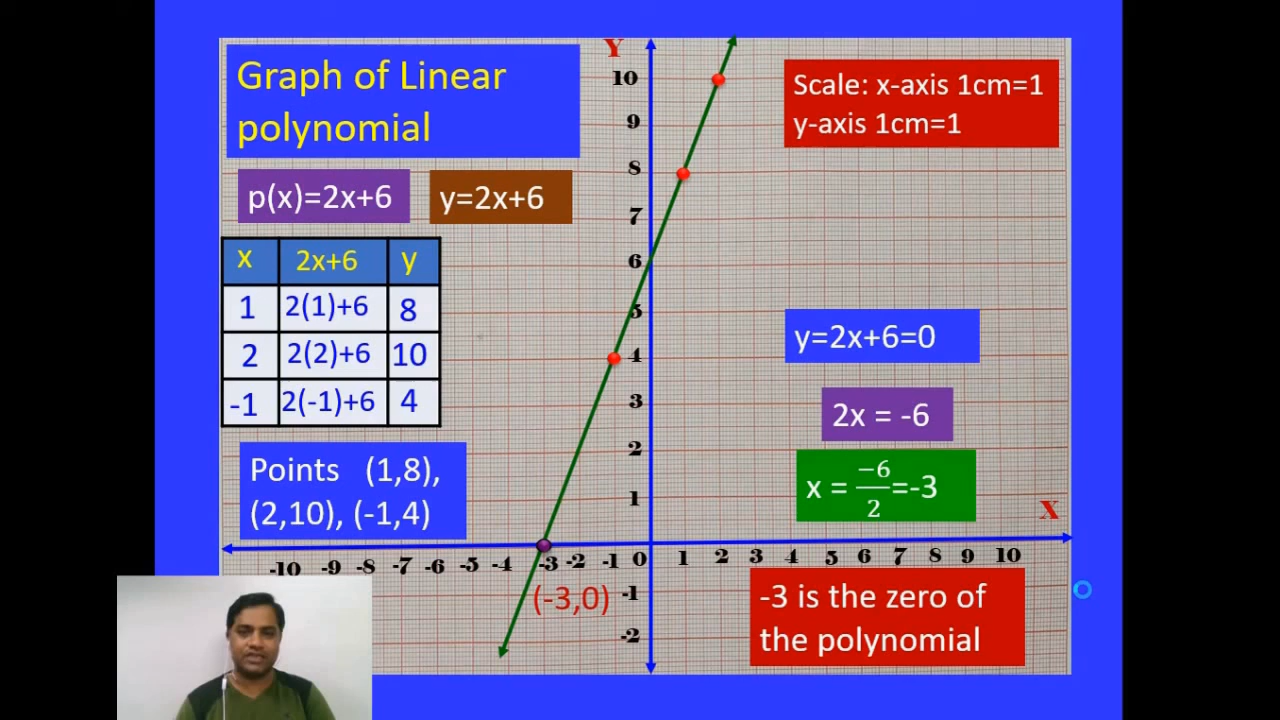 Graph of Linear
polynomial
p(x)=2x+6
y=2x+6
x 2x+6 y
1 2(1)+6 8
2 2(2)+6 10
-1 2(-1)+6 4
Points (1,8),
(2,10), (-1,4)
Y
10
9
8
7
6
5
4
3
2
1
X
-10 -9 -8 -7 -6 -5 -4 -3 -2 -1 0 1 2 3 4 5 6 7 8 9 10
(-3,0)
-1
-2
Scale: x-axis 1cm=1
y-axis 1cm=1
y=2x+6=0
2x = -6
x = −6/2=-3
-3 is the zero of
the polynomial